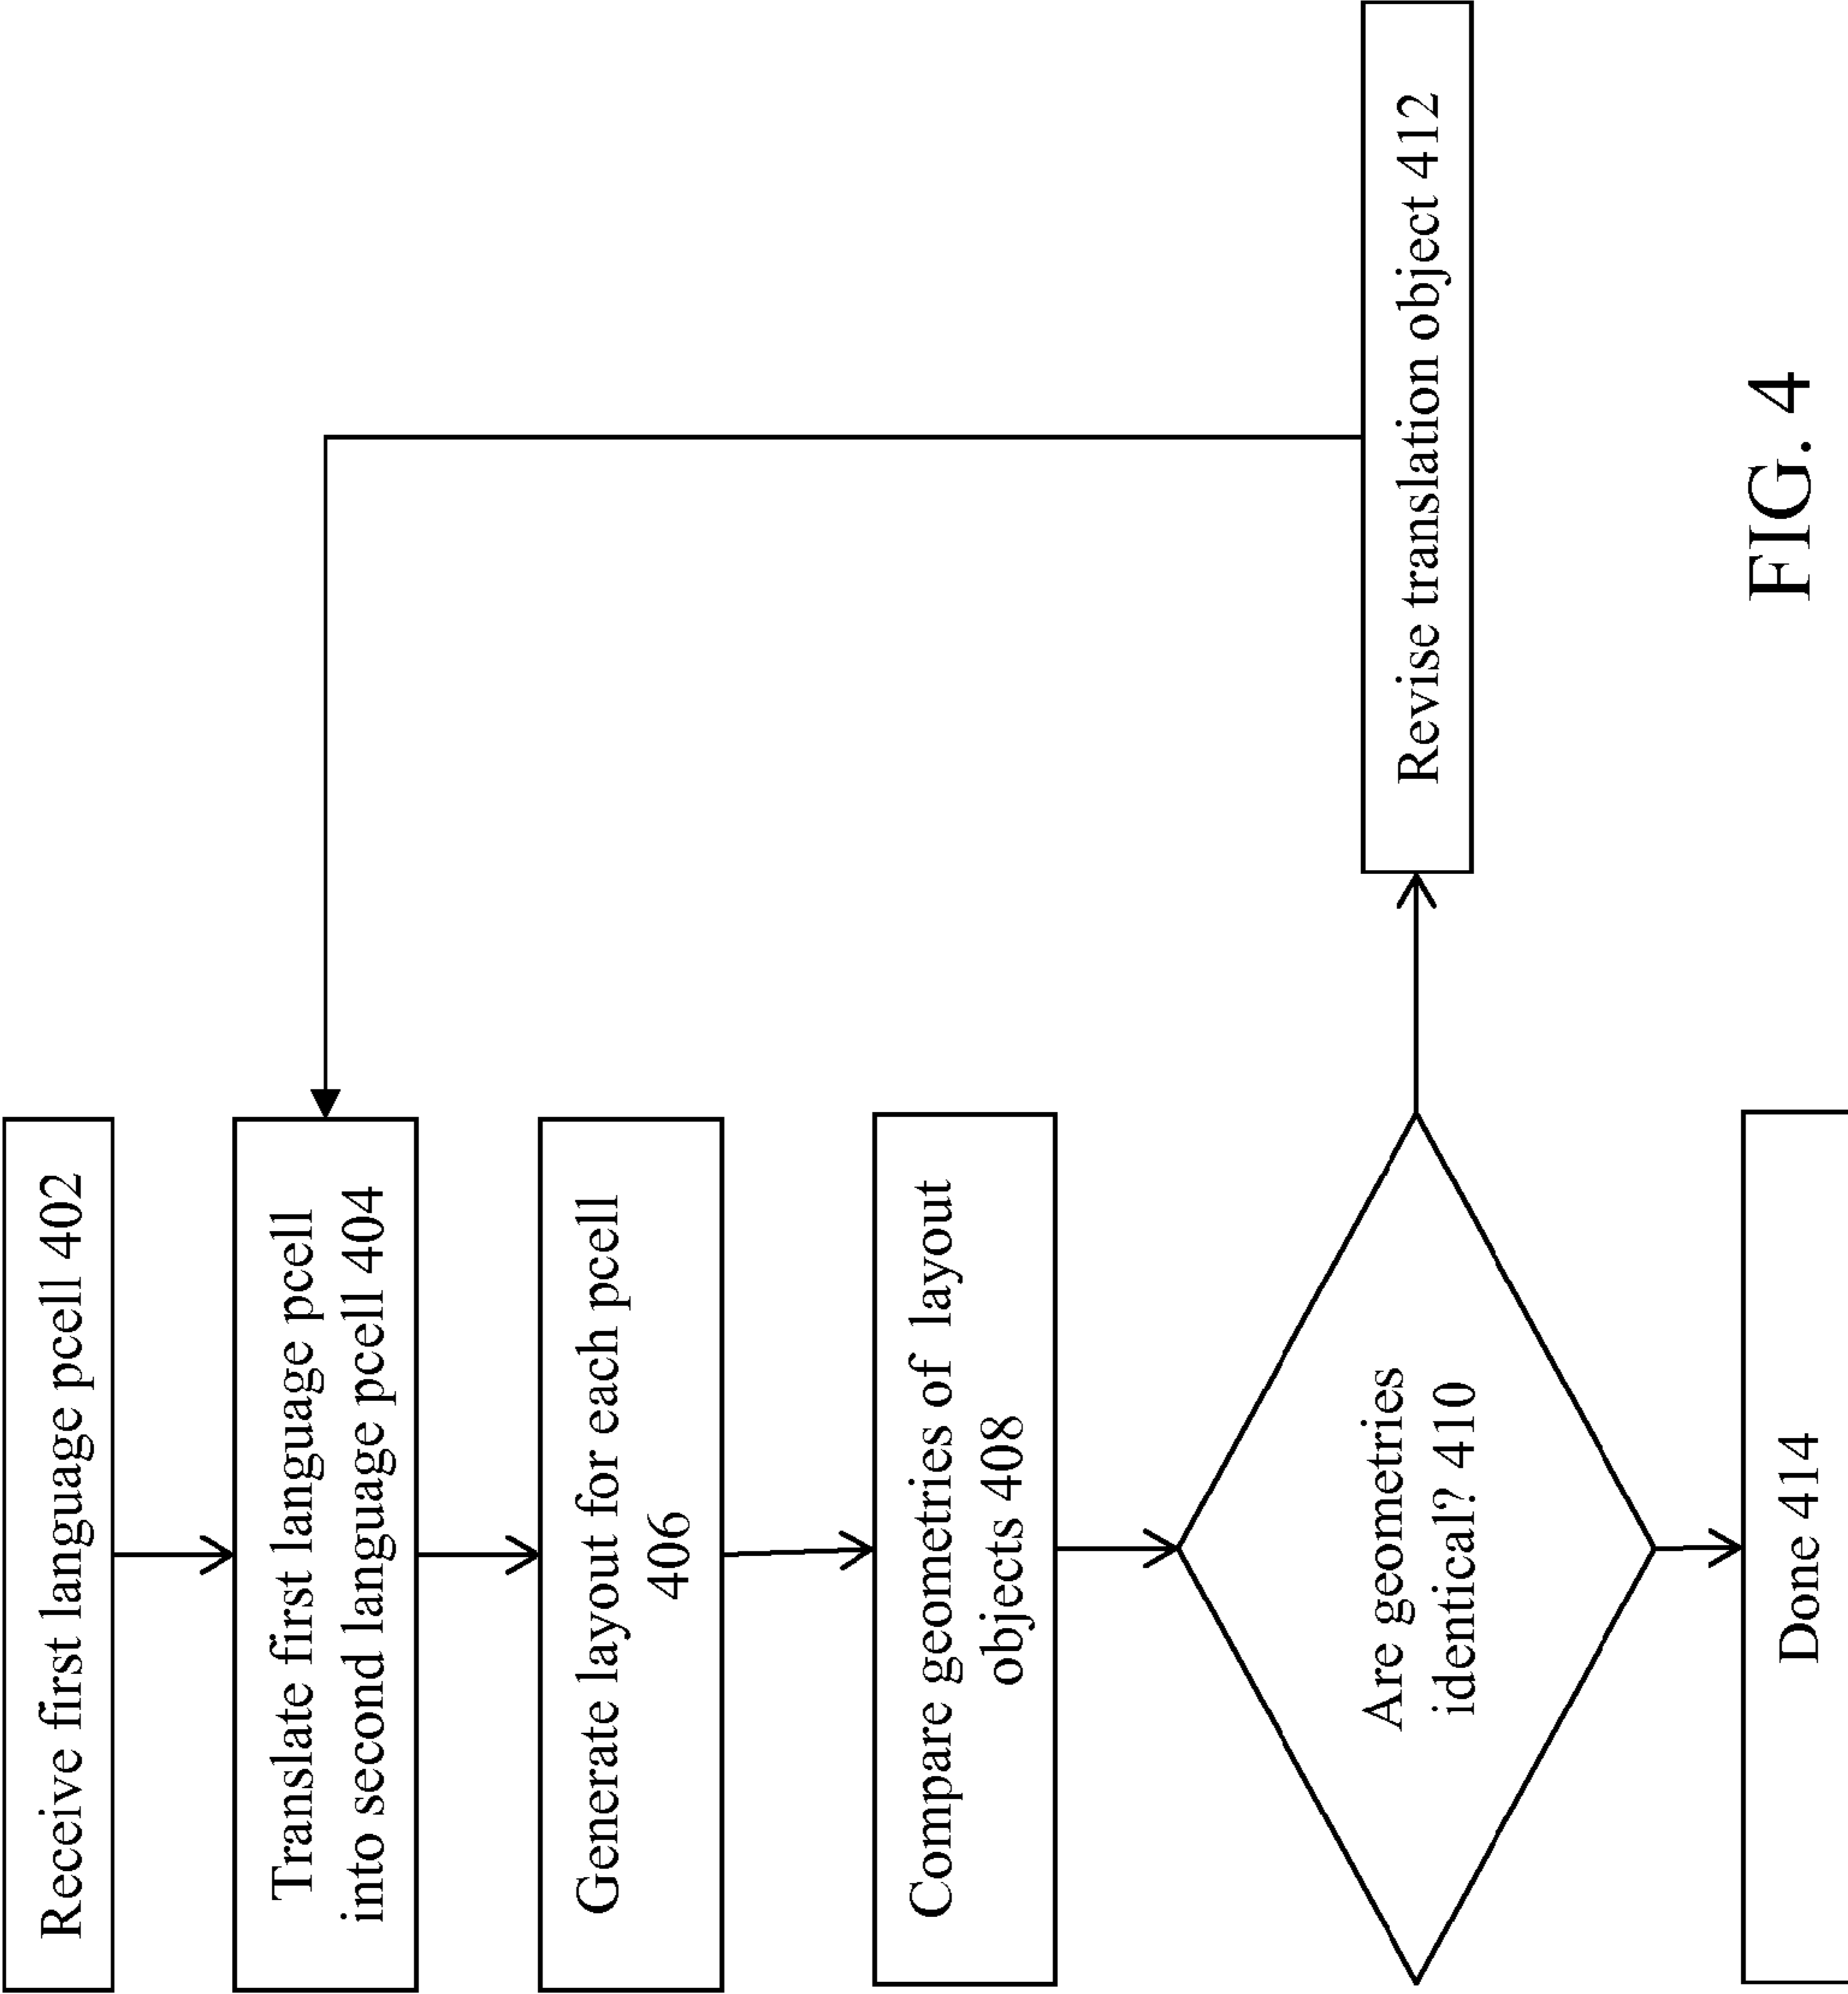 Receive first language pcell 402
Translate first language pcell
into second language pcell 404
Generate layout for each pcell
406
Compare geometries of layout
objects 408
Are geometries
identical? 410
Revise translation object 412
Done 414
FIG. 4